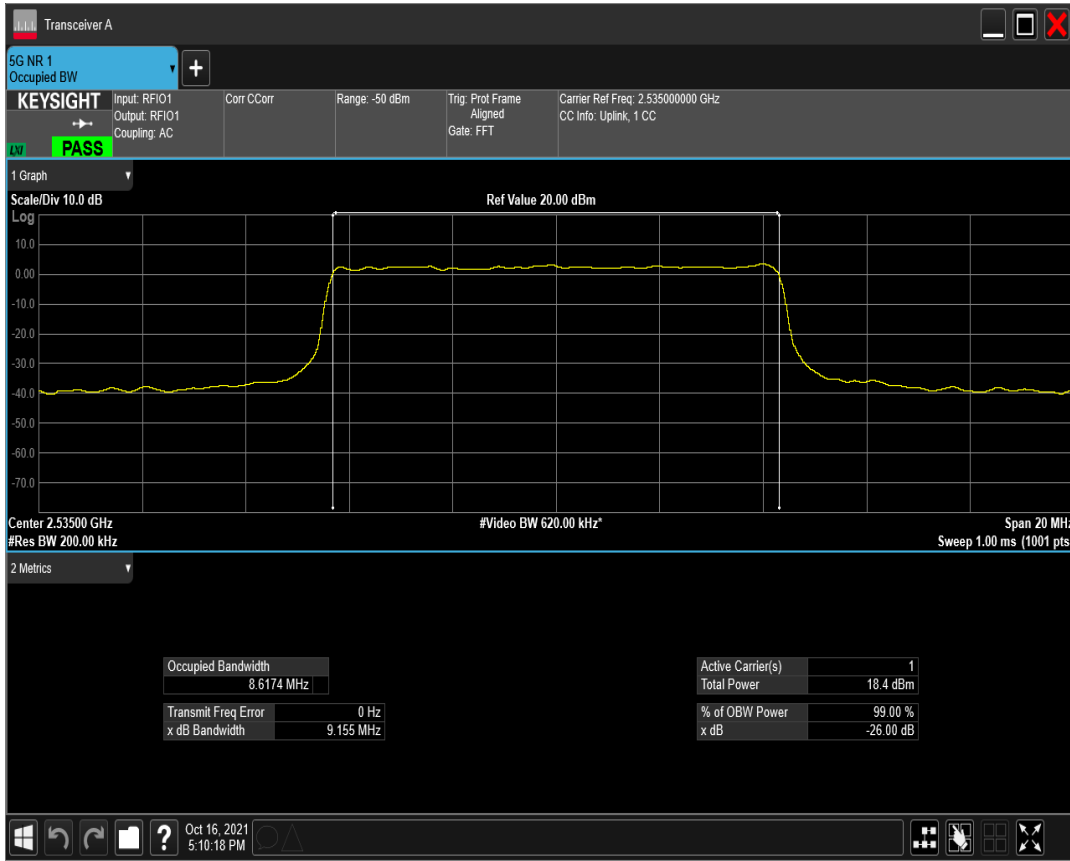 Transceiver A
5G NR 1
Occupied BW
KEYSIGHT
LXI
PASS
Input: RFIO1
Output: RFIO1
Coupling: AC
Corr CCorr
Range: -50 dBm
Trig: Prot Frame
Aligned
Gate: FFT
Carrier Ref Freq: 2.535000000 GHz
CC Info: Uplink, 1 CC
1 Graph
Scale/Div 10.0 dB
Ref Value 20.00 dBm
Log
10.0
0.00
-10.0
-20.0
-30.0
-40.0
-50.0
-60.0
-70.0
Center 2.53500 GHz
#Video BW 620.00 kHz*
Span 20 MHz
#Res BW 200.00 kHz
Sweep 1.00 ms (1001 pts
2 Metrics
Occupied Bandwidth
8.6174 MHz
Transmit Freq Error 0 Hz
x dB Bandwidth 9.155 MHz
Active Carrier(s) 1
Total Power 18.4 dBm
% of OBW Power 99.00 %
x dB -26.00 dB
?
Oct 16, 2021
5:10:18 PM